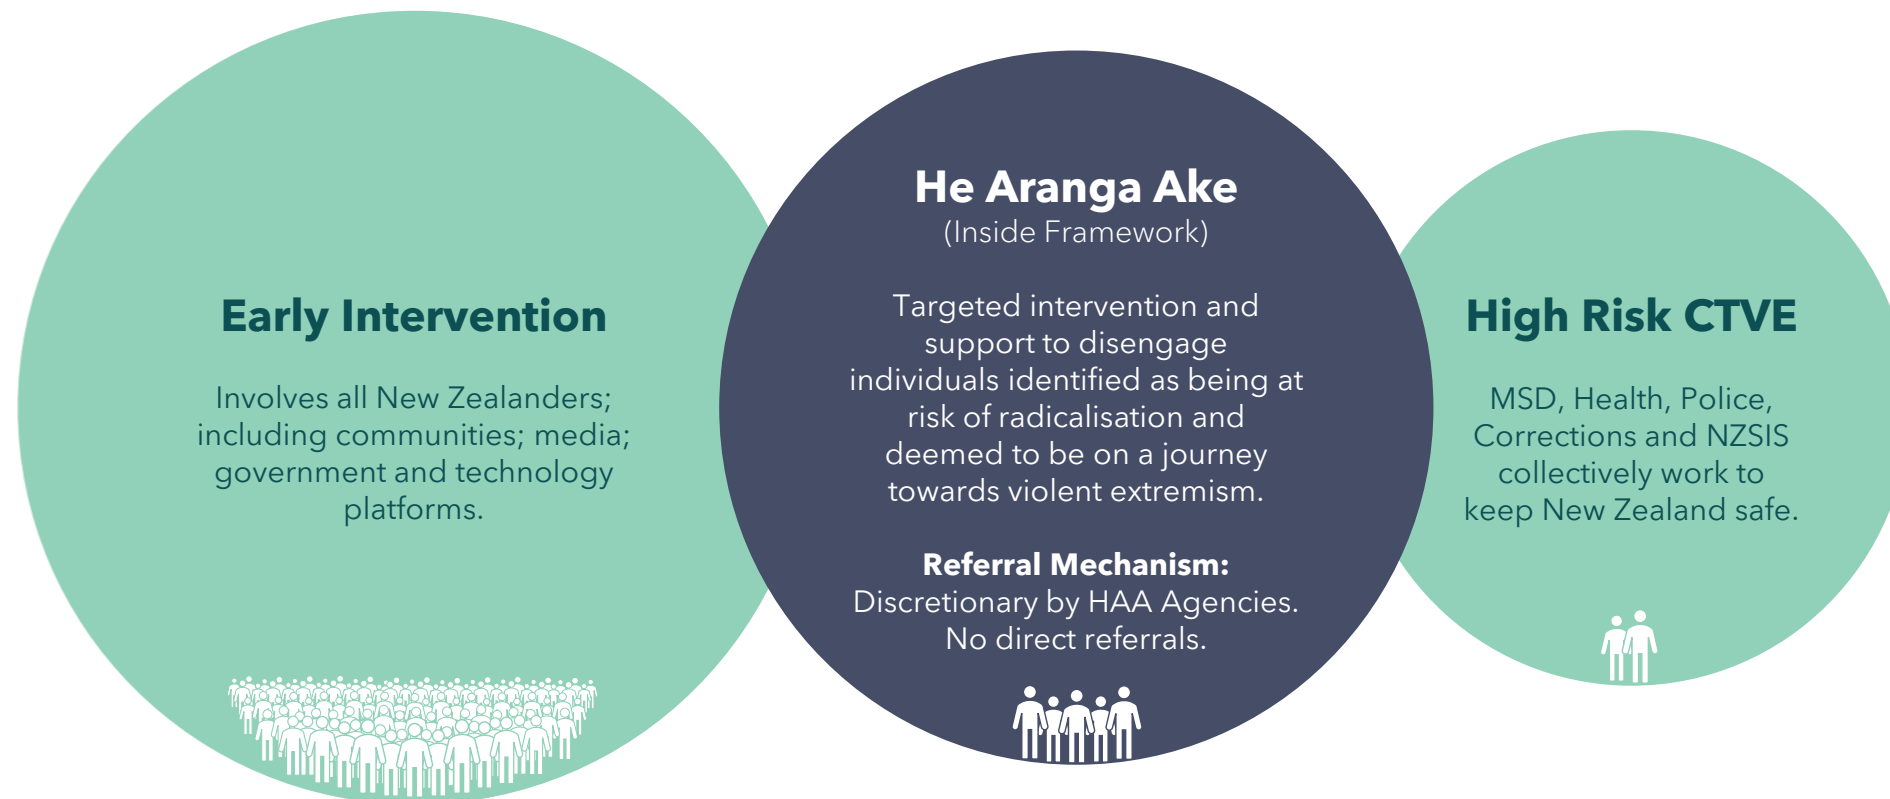 Early Intervention
Involves all New Zealanders;
including communities; media;
government and technology
platforms.
He Aranga Ake
(Inside Framework)
Targeted intervention and
support to disengage
individuals identified as being at
risk of radicalisation and
deemed to be on a journey
towards violent extremism.
Referral Mechanism:
Discretionary by HAA Agencies.
No direct referrals.
High Risk CTVE
MSD, Health, Police,
Corrections and NZSIS
collectively work to
keep New Zealand safe.